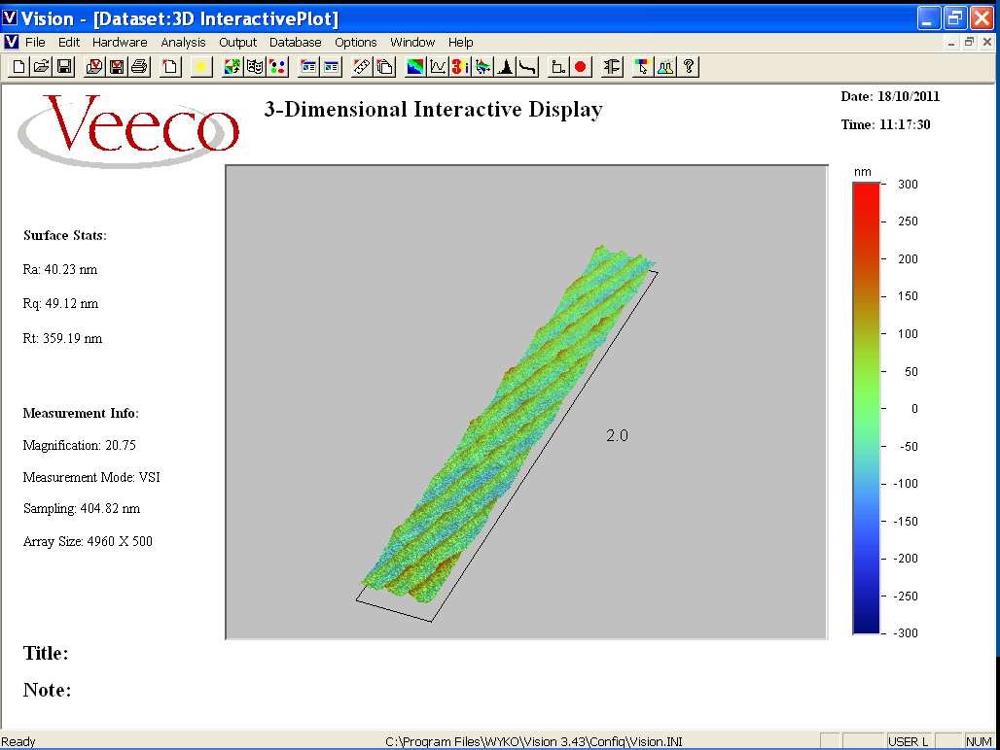 Vision - [Dataset:3D InteractivePlot]
File Edit Hardware Analysis Output Database Options Window Help
Veeco
3-Dimensional Interactive Display
Date: 18/10/2011
Time: 11:17:30
Surface Stats:
Ra: 40.23 nm
Rq: 49.12 nm
Rt: 359.19 nm
Measurement Info:
Magnification: 20.75
Measurement Mode: VSI
Sampling: 404.82 nm
Array Size: 4960 X 500
2.0
nm
300
250
200
150
100
50
0
-50
-100
-150
-200
-250
-300
Title:
Note:
Ready
C:\Program Files\WYKO\Vision 3.43\Config\Vision.INI
USER L
NUM